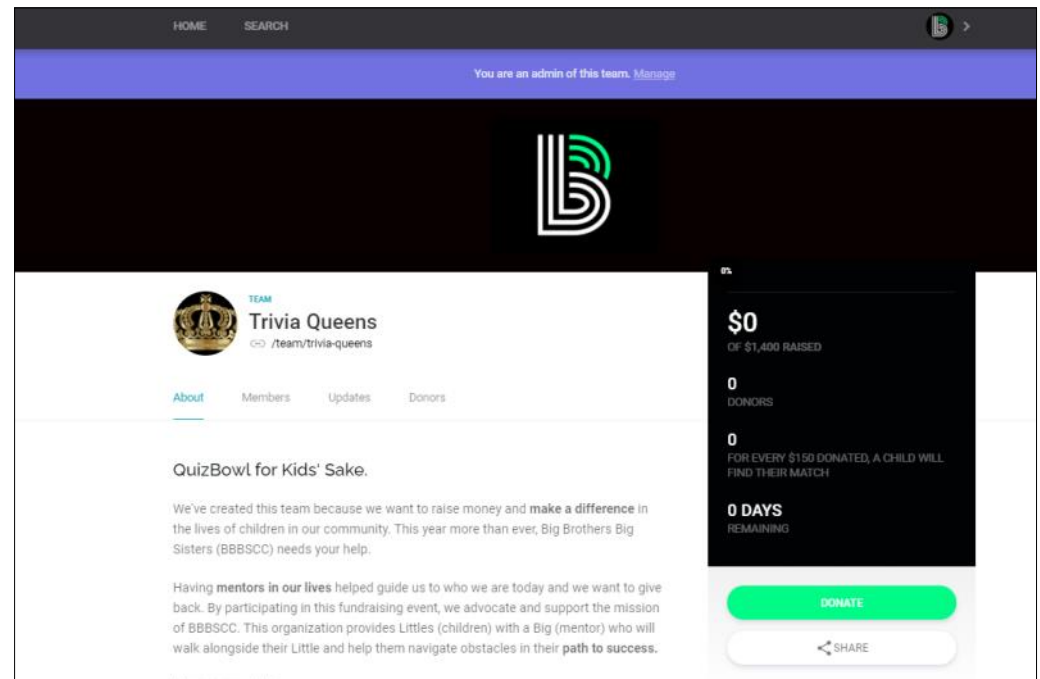 HOME SEARCH
You are an admin of this team. Manage
0%
TEAM
Trivia Queens
/team/trivia-queens
$0
OF $1,400 RAISED
0
DONORS
0
FOR EVERY $150 DONATED, A CHILD WILL
FIND THEIR MATCH
0 DAYS
REMAINING
DONATE
SHARE
About Members Updates Donors
QuizBowl for Kids' Sake.
We've created this team because we want to raise money and make a difference in
the lives of children in our community. This year more than ever, Big Brothers Big
Sisters (BBBSCC) needs your help.
Having mentors in our lives helped guide us to who we are today and we want to give
back. By participating in this fundraising event, we advocate and support the mission
of BBBSCC. This organization provides Littles (children) with a Big (mentor) who will
walk alongside their Little and help them navigate obstacles in their path to success.